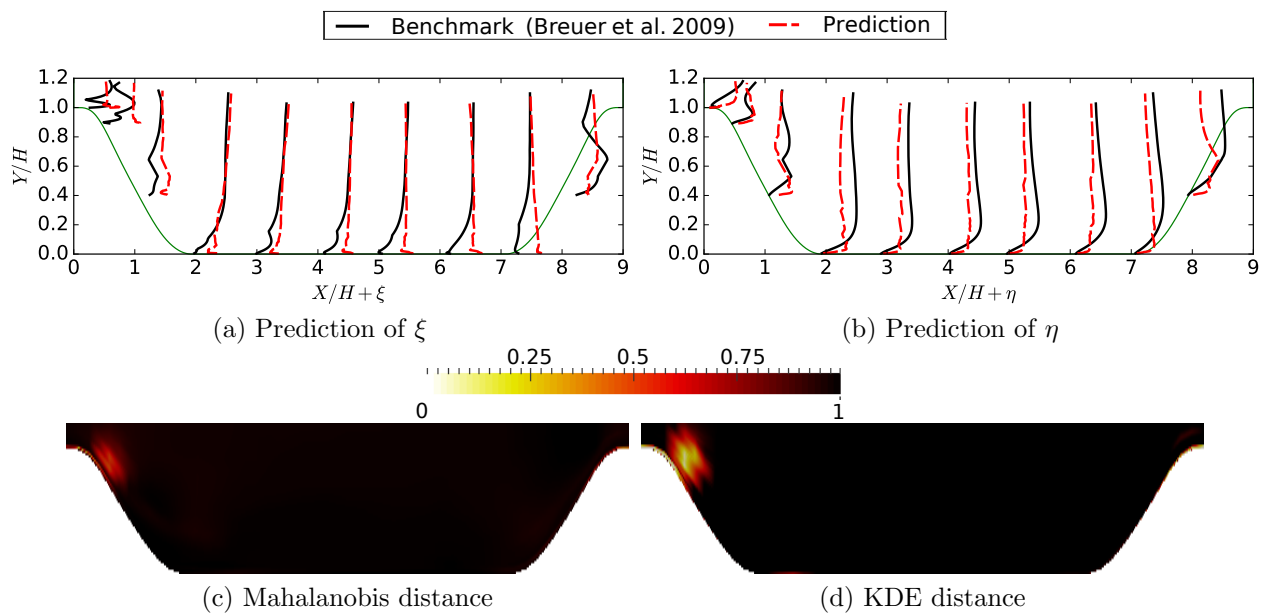 Benchmark (Breuer et al. 2009) Prediction
1.2
1.0
0.8
0.6
0.4
0.2
0.0
Y/H
0 1 2 3 4 5 6 7 8 9
X/H + ξ
(a) Prediction of ξ
1.2
1.0
0.8
0.6
0.4
0.2
0.0
Y/H
0 1 2 3 4 5 6 7 8 9
X/H + η
(b) Prediction of η
0.25 0.5 0.75
0 1
(c) Mahalanobis distance
(d) KDE distance